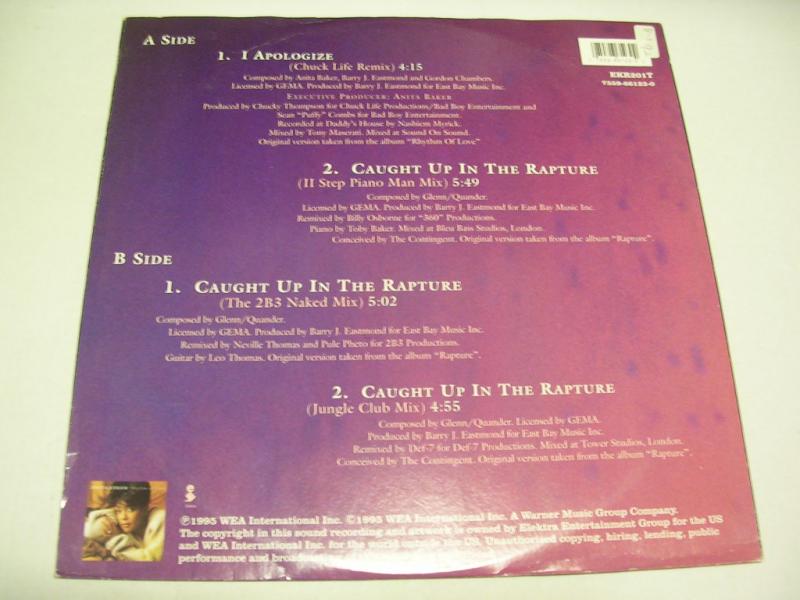 A Side
1. I Apologize
(Chuck Life Remix) 4:15
Composed by Anita Baker, Barry J. Eastmond and Gordon Chambers.
Licensed by GEMA. Produced by Barry J. Eastmond for East Bay Music Inc.
Executive Producer: Anita Baker
Produced by Chucky Thompson for Chuck Life Productions/Bad Boy Entertainment and
Sean "Puffy" Combs for Bad Boy Entertainment.
Recorded at Daddy's House by Nashiem Myrick.
Mixed by Tony Maserati. Mixed at Sound On Sound.
Original version taken from the album "Rhythm Of Love"
EKR201T
7559-66122-0
2. Caught Up In The Rapture
(II Step Piano Man Mix) 5:49
Composed by Glenn/Quander.
Licensed by GEMA. Produced by Barry J. Eastmond for East Bay Music Inc.
Remixed by Billy Osborne for "360" Productions.
Piano by Toby Baker. Mixed at Bleu Bass Studios, London.
Conceived by The Contingent. Original version taken from the album "Rapture".
B Side
1. Caught Up In The Rapture
(The 2B3 Naked Mix) 5:02
Composed by Glenn/Quander.
Licensed by GEMA. Produced by Barry J. Eastmond for East Bay Music Inc.
Remixed by Neville Thomas and Pule Pheto for 2B3 Productions.
Guitar by Leo Thomas. Original version taken from the album "Rapture".
2. Caught Up In The Rapture
(Jungle Club Mix) 4:55
Composed by Glenn/Quander. Licensed by GEMA.
Produced by Barry J. Eastmond for East Bay Music Inc.
Remixed by Def-7 for Def-7 Productions. Mixed at Tower Studios, London.
Conceived by The Contingent. Original version taken from the album "Rapture".
℗1995 WEA International Inc. ©1995 WEA International Inc. A Warner Music Group Company.
The copyright in this sound recording and artwork is owned by Elektra Entertainment Group for the US
and WEA International Inc. for the world outside the US. Unauthorised copying, hiring, lending, public
performance and